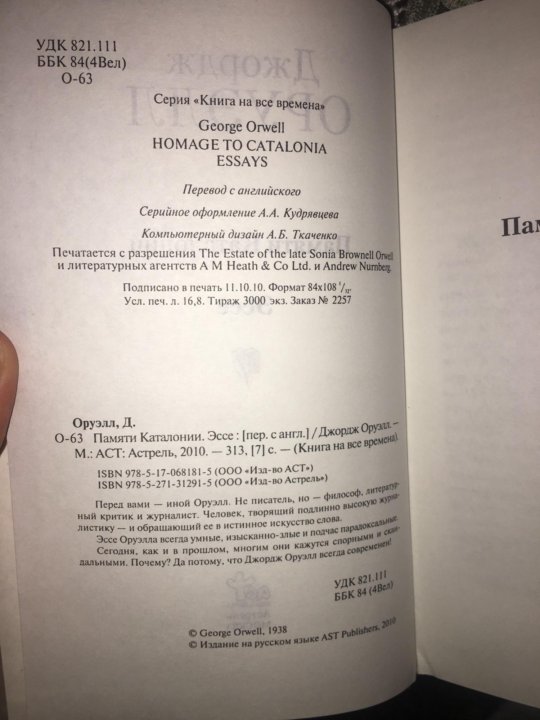 УДК 821.111
ББК 84(4Вел)
О-63
Серия «Книга на все времена»
George Orwell
HOMAGE TO CATALONIA
ESSAYS
Перевод с английского
Серийное оформление А.А. Кудрявцева
Компьютерный дизайн А.Б. Ткаченко
Печатается с разрешения The Estate of the late Sonia Brownell Orwell
и литературных агентств A M Heath & Co Ltd. и Andrew Nurnberg.
Подписано в печать 11.10.10. Формат 84x108 1/32.
Усл. печ. л. 16,8. Тираж 3000 экз. Заказ № 2257
Оруэлл, Д.
О-63 Памяти Каталонии. Эссе : [пер. с англ.] / Джордж Оруэлл. –
М.: АСТ: Астрель, 2010. – 313, [7] с. – (Книга на все времена).
ISBN 978-5-17-068181-5 (ООО «Изд-во АСТ»)
ISBN 978-5-271-31291-5 (ООО «Изд-во Астрель»)
Перед вами – иной Оруэлл. Не писатель, но – философ, литератур-
ный критик и журналист. Человек, творящий подлинно высокую журна-
листику – и обращающий ее в истинное искусство слова.
Эссе Оруэлла всегда умные, изысканно-злые и подчас парадоксальные.
Сегодня, как и в прошлом, многим они кажутся спорными и скан-
дальными. Почему? Да потому, что Джордж Оруэлл всегда современен!
УДК 821.111
ББК 84 (4Вел)
© George Orwell, 1938
© Издание на русском языке AST Publishers, 2010
Пам